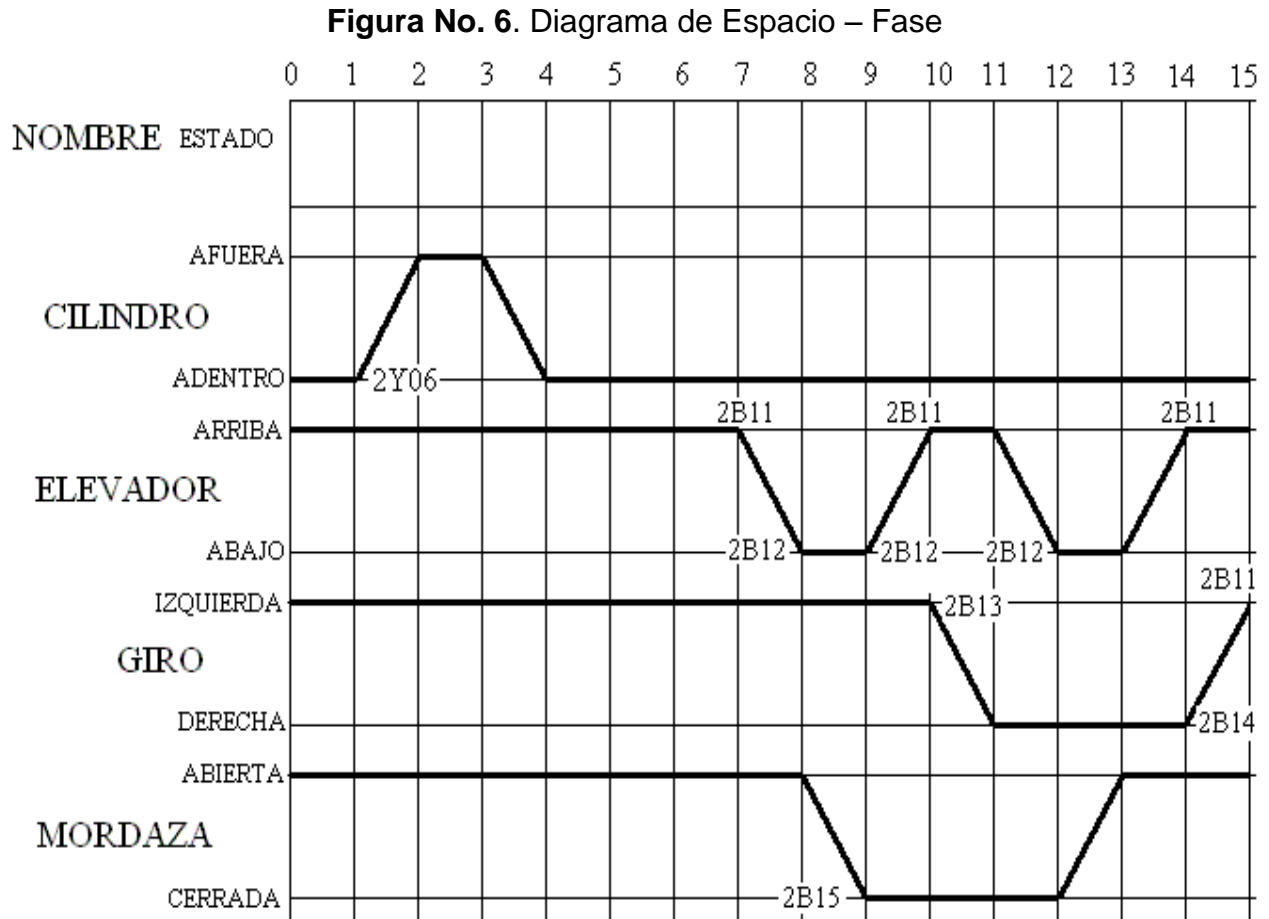 Figura No. 6. Diagrama de Espacio – Fase
0 1 2 3 4 5 6 7 8 9 10 11 12 13 14 15
NOMBRE ESTADO
AFUERA
CILINDRO
ADENTRO 2Y06
2B11 2B11 2B11
ARRIBA
ELEVADOR
ABAJO 2B12 2B12 2B12
2B11
IZQUIERDA 2B13
GIRO
DERECHA 2B14
ABIERTA
MORDAZA
CERRADA 2B15